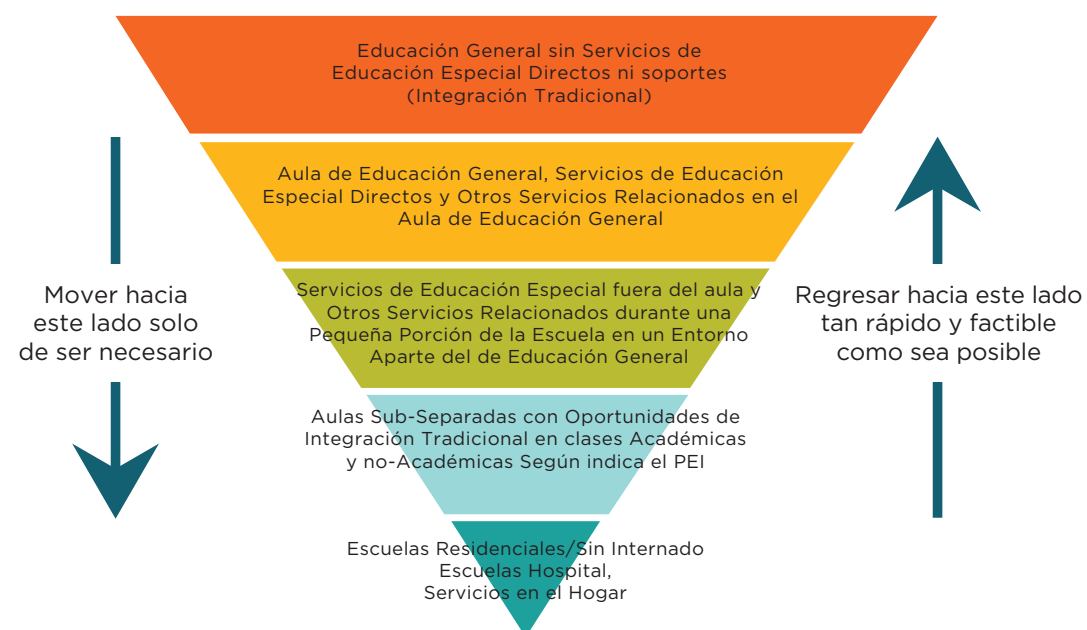 Educación General sin Servicios de
Educación Especial Directos ni soportes
(Integración Tradicional)
Aula de Educación General, Servicios de Educación
Especial Directos y Otros Servicios Relacionados en el
Aula de Educación General
Mover hacia
este lado solo
de ser necesario
Servicios de Educación Especial fuera del aula y
Otros Servicios Relacionados durante una
Pequeña Porción de la Escuela en un Entorno
Aparte del de Educación General
Regresar hacia este lado
tan rápido y factible
como sea posible
Aulas Sub-Separadas con Oportunidades de
Integración Tradicional en clases Académicas
y no-Académicas Según indica el PEI
Escuelas Residenciales/Sin Internado
Escuelas Hospital,
Servicios en el Hogar